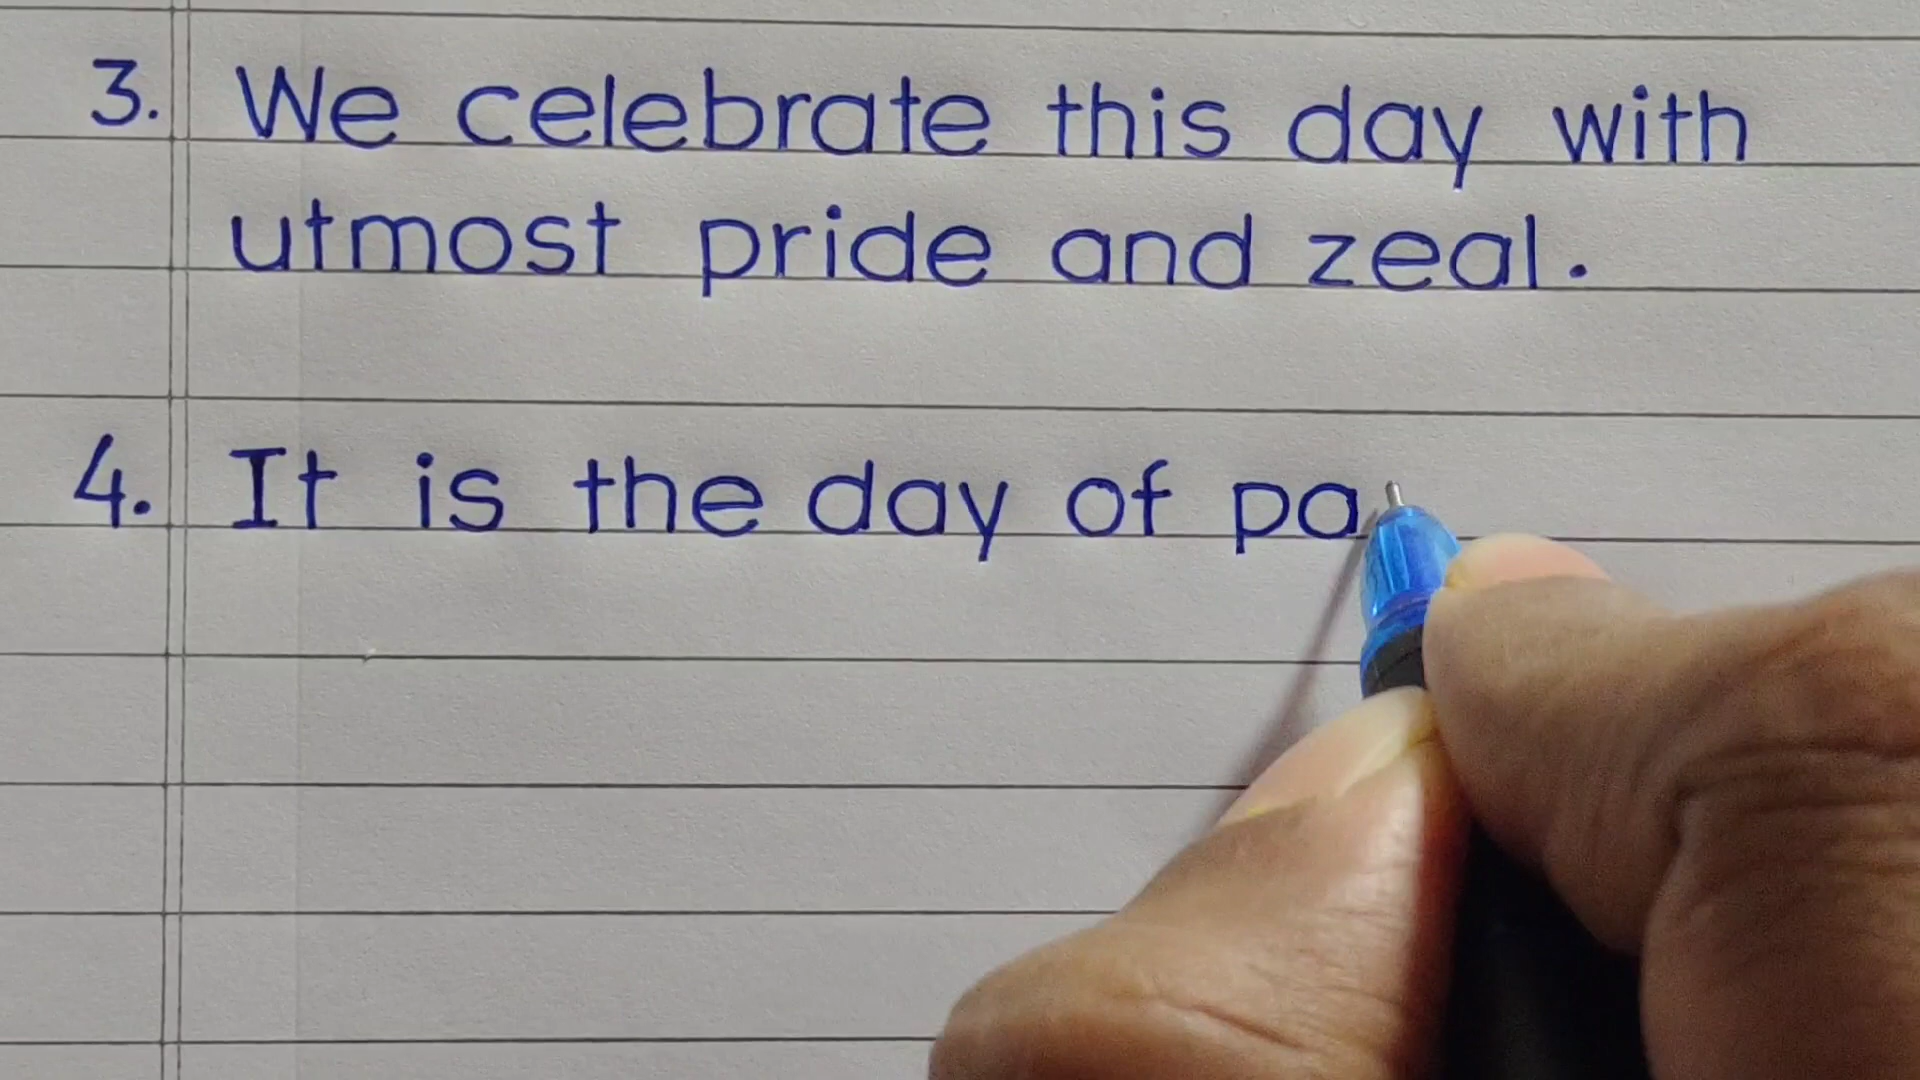 3. We celebrate this day with
utmost pride and zeal.
4. It is the day of pa